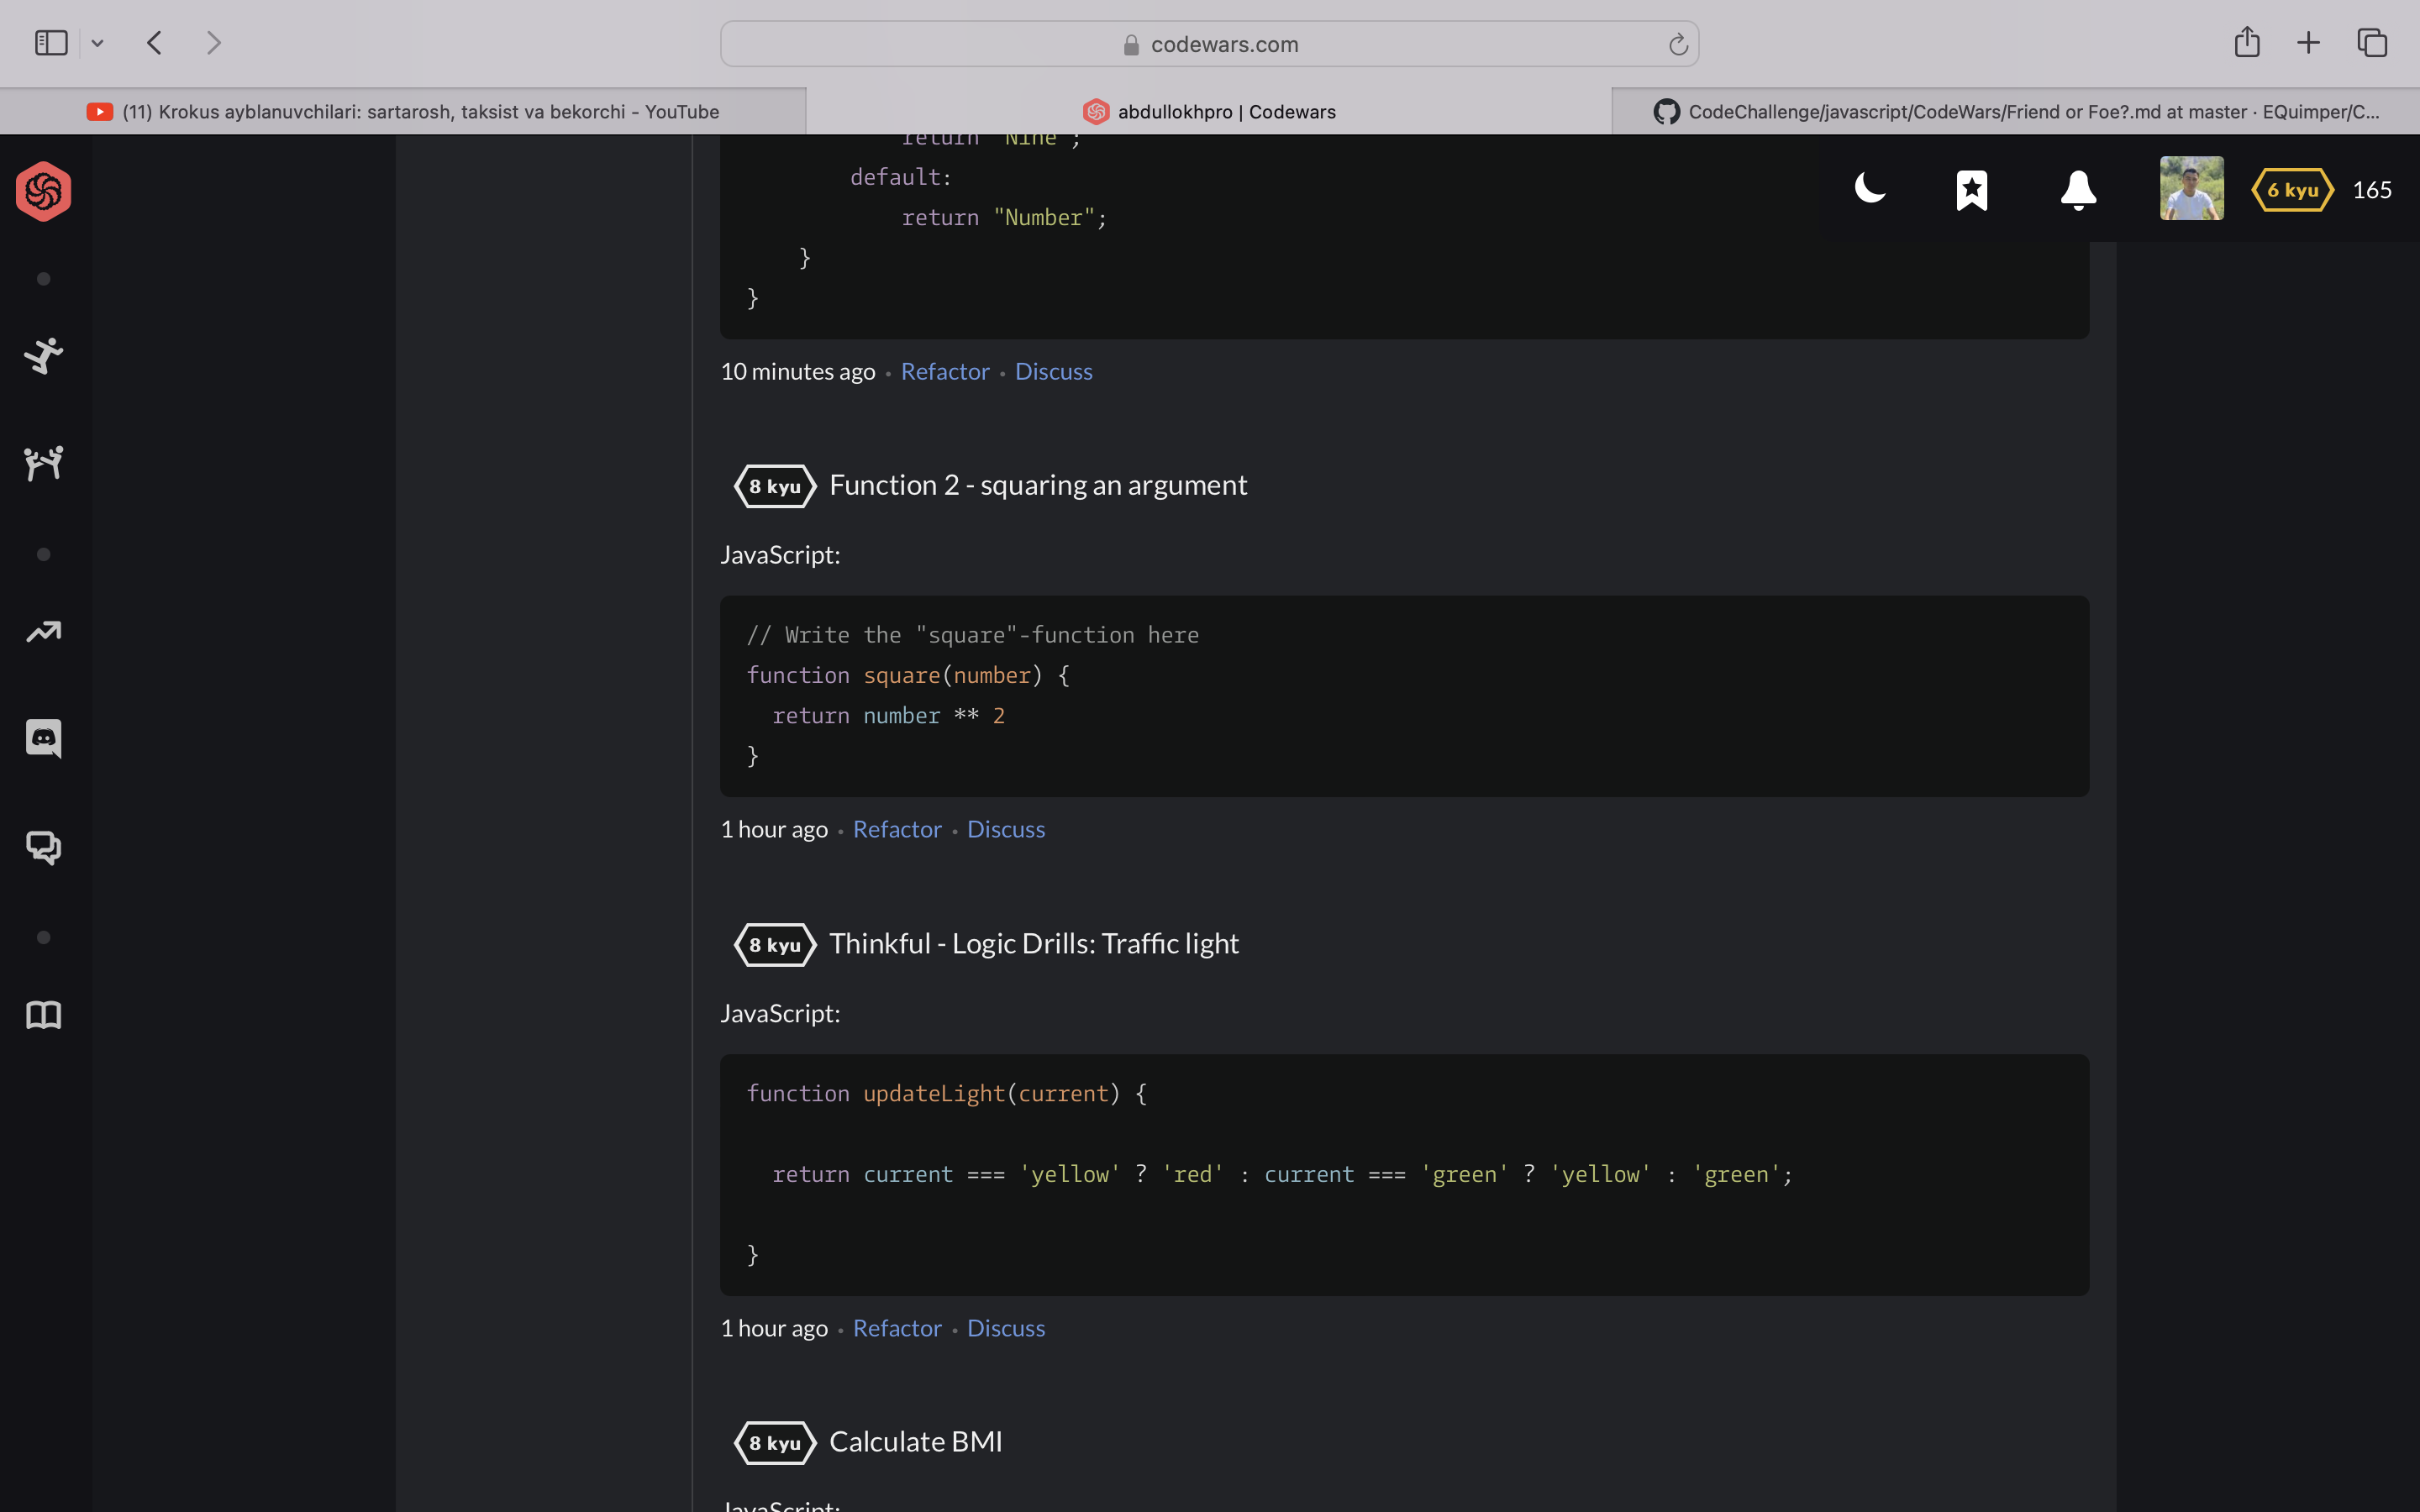 codewars.com
(11) Krokus ayblanuvchilari: sartarosh, taksist va bekorchi - YouTube
abdullokhpro | Codewars
CodeChallenge/javascript/CodeWars/Friend or Foe?.md at master · EQuimper/C...
6 kyu 165
return "Nine";
default:
return "Number";
}
}
10 minutes ago • Refactor • Discuss
8 kyu Function 2 - squaring an argument
JavaScript:
// Write the "square"-function here
function square(number) {
return number ** 2
}
1 hour ago • Refactor • Discuss
8 kyu Thinkful - Logic Drills: Traffic light
JavaScript:
function updateLight(current) {
return current === 'yellow' ? 'red' : current === 'green' ? 'yellow' : 'green';
}
1 hour ago • Refactor • Discuss
8 kyu Calculate BMI
JavaScript: